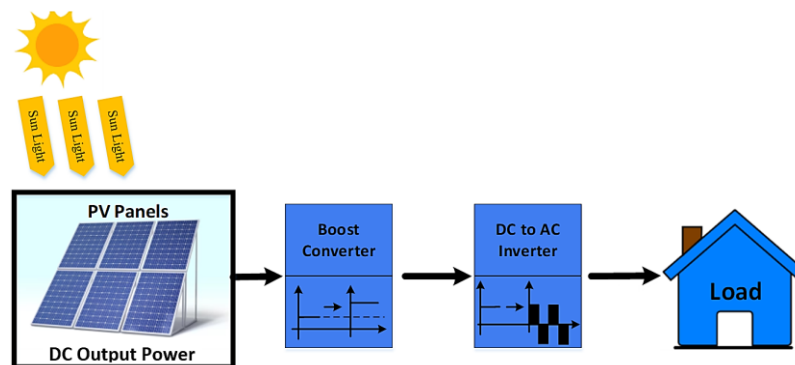 Sun Light
Sun Light
Sun Light
PV Panels
DC Output Power
Boost
Converter
DC to AC
Inverter
Load